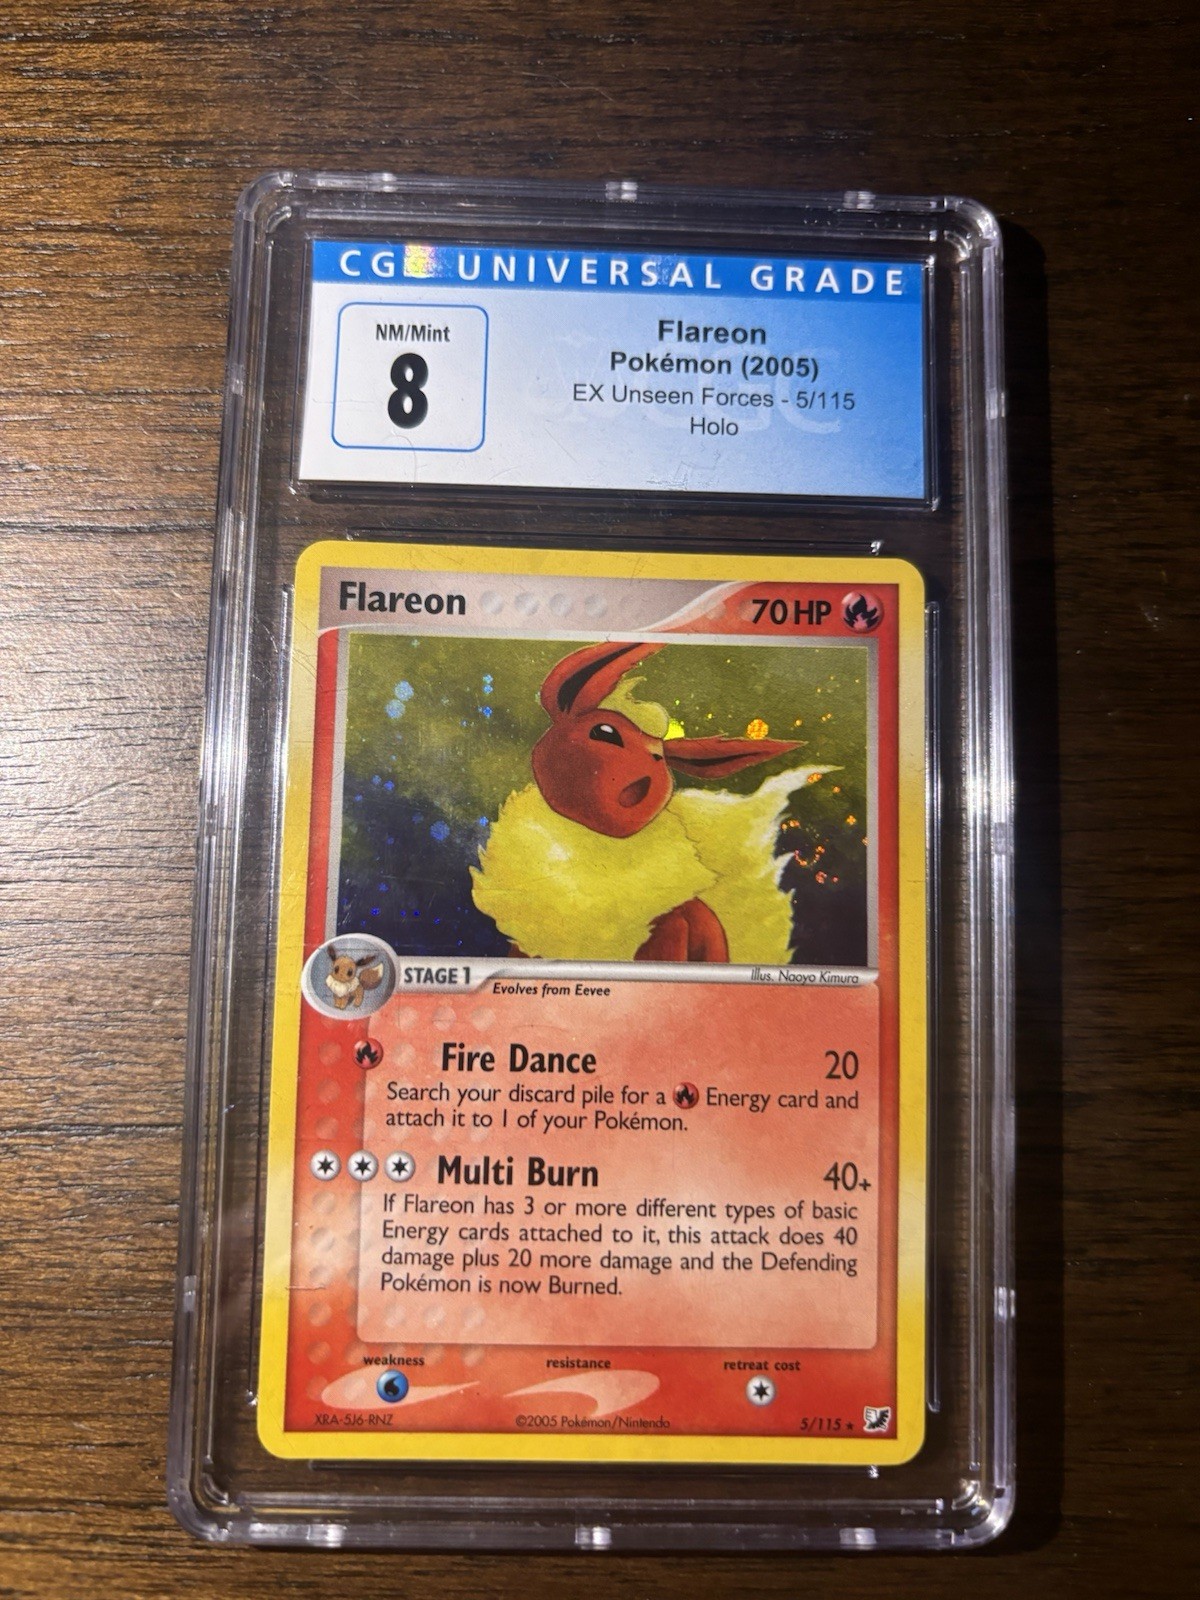 CGC UNIVERSAL GRADE
NM/Mint
8
Flareon
Pokémon (2005)
EX Unseen Forces - 5/115
Holo
Flareon 70 HP
STAGE 1
Evolves from Eevee
Illus. Naoyo Kimura
Fire Dance 20
Search your discard pile for a Energy card and
attach it to 1 of your Pokémon.
Multi Burn 40+
If Flareon has 3 or more different types of basic
Energy cards attached to it, this attack does 40
damage plus 20 more damage and the Defending
Pokémon is now Burned.
weakness resistance retreat cost
XRA-5J6-RNZ ©2005 Pokémon/Nintendo 5/115 ★